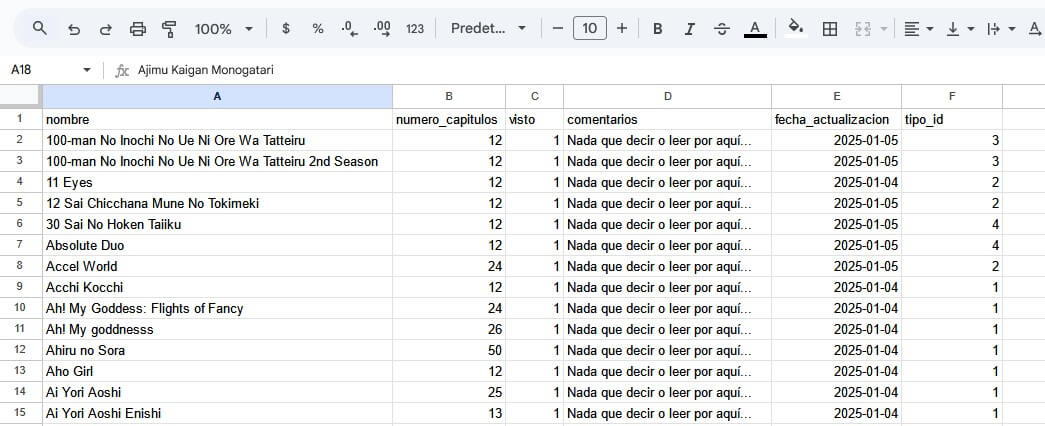 100% $ % .0 .00 123 Predet... 10 B I S A
A18 fx Ajimu Kaigan Monogatari
A B C D E F
1 nombre numero_capitulos visto comentarios fecha_actualizacion tipo_id
2 100-man No Inochi No Ue Ni Ore Wa Tatteiru 12 1 Nada que decir o leer por aquí... 2025-01-05 3
3 100-man No Inochi No Ue Ni Ore Wa Tatteiru 2nd Season 12 1 Nada que decir o leer por aquí... 2025-01-05 3
4 11 Eyes 12 1 Nada que decir o leer por aquí... 2025-01-04 2
5 12 Sai Chicchana Mune No Tokimeki 12 1 Nada que decir o leer por aquí... 2025-01-05 2
6 30 Sai No Hoken Taiiku 12 1 Nada que decir o leer por aquí... 2025-01-05 4
7 Absolute Duo 12 1 Nada que decir o leer por aquí... 2025-01-05 4
8 Accel World 24 1 Nada que decir o leer por aquí... 2025-01-05 2
9 Acchi Kocchi 12 1 Nada que decir o leer por aquí... 2025-01-04 1
10 Ah! My Goddess: Flights of Fancy 24 1 Nada que decir o leer por aquí... 2025-01-04 1
11 Ah! My goddnesss 26 1 Nada que decir o leer por aquí... 2025-01-04 1
12 Ahiru no Sora 50 1 Nada que decir o leer por aquí... 2025-01-04 1
13 Aho Girl 12 1 Nada que decir o leer por aquí... 2025-01-04 1
14 Ai Yori Aoshi 25 1 Nada que decir o leer por aquí... 2025-01-04 1
15 Ai Yori Aoshi Enishi 13 1 Nada que decir o leer por aquí... 2025-01-04 1